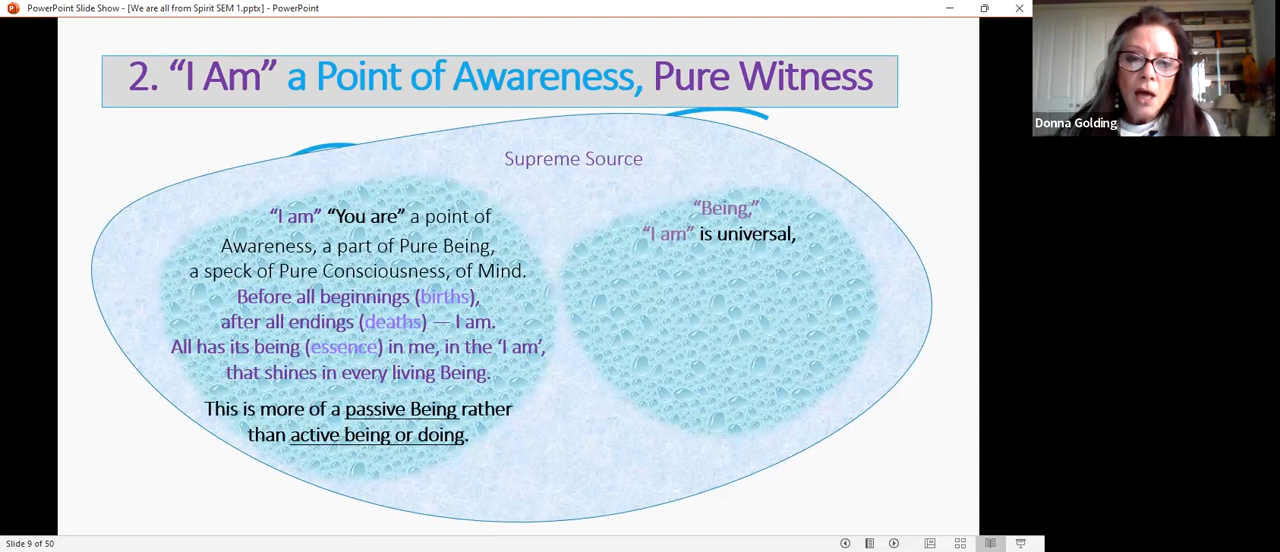 PowerPoint Slide Show - [We are all from Spirit SEM 1.pptx] - PowerPoint
2. “I Am” a Point of Awareness, Pure Witness
Donna Golding
Supreme Source
“I am” “You are” a point of
Awareness, a part of Pure Being,
a speck of Pure Consciousness, of Mind.
Before all beginnings (births),
after all endings (deaths) — I am.
All has its being (essence) in me, in the ‘I am’,
that shines in every living Being.
This is more of a passive Being rather
than active being or doing.
“Being,”
“I am” is universal,
Slide 9 of 50